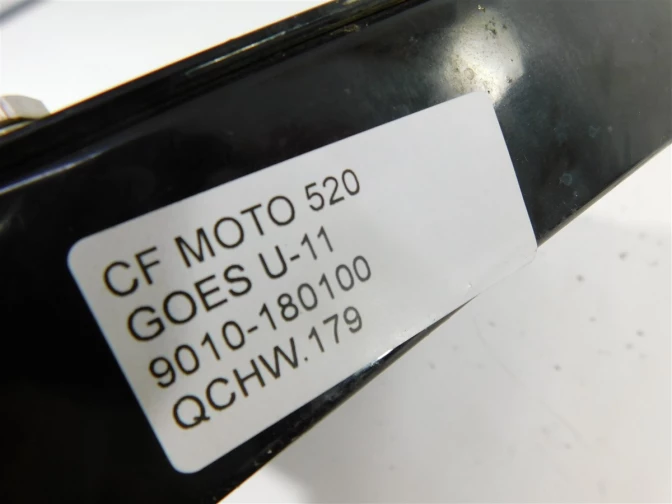 CF MOTO 520
GOES U-11
9010-180100
QCHW.179